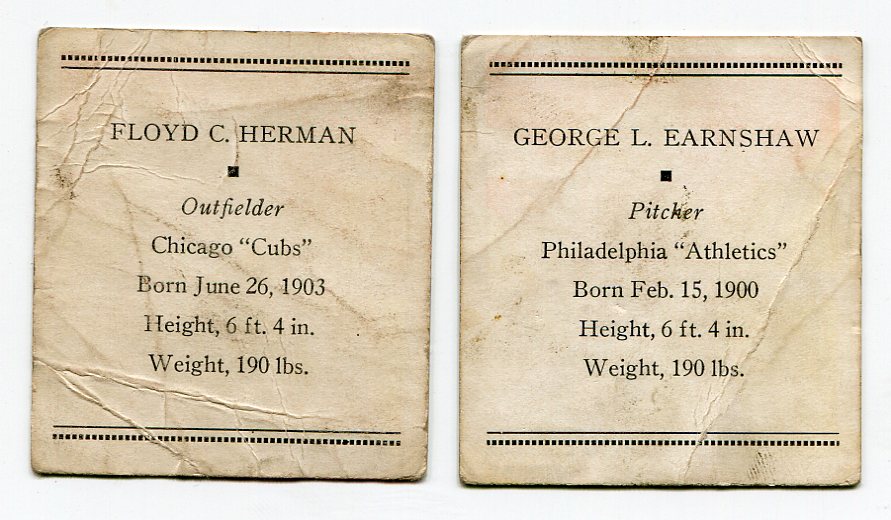 FLOYD C. HERMAN
Outfielder
Chicago “Cubs”
Born June 26, 1903
Height, 6 ft. 4 in.
Weight, 190 lbs.
GEORGE L. EARNSHAW
Pitcher
Philadelphia “Athletics”
Born Feb. 15, 1900
Height, 6 ft. 4 in.
Weight, 190 lbs.